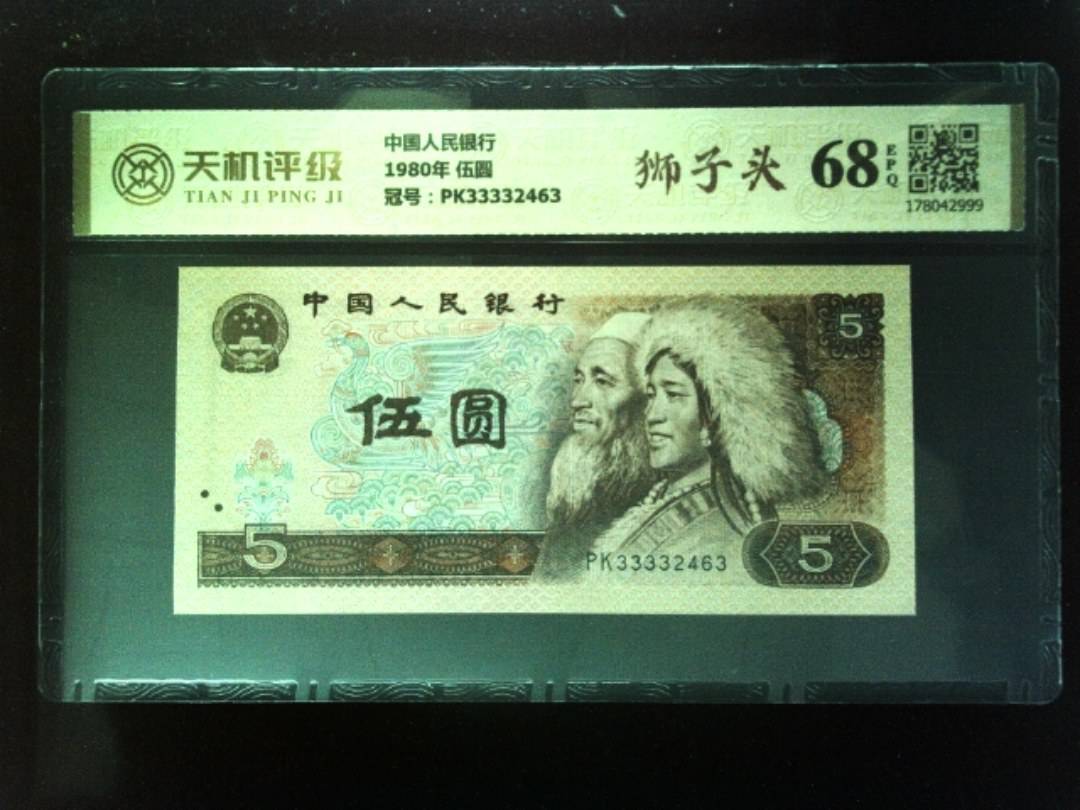 天机评级
TIAN JI PING JI
中国人民银行
1980年 伍圆
冠号：PK33332463
狮子头
68
EPQ
178042999
中国人民银行
5
伍圆
5
PK33332463
5